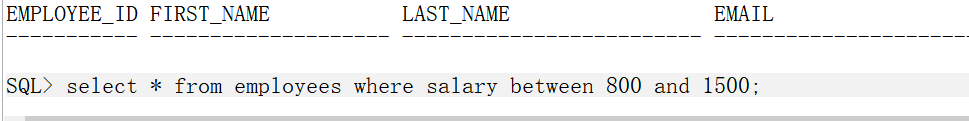 EMPLOYEE_ID FIRST_NAME           LAST_NAME                 EMAIL
----------- -------------------- ------------------------- ----------------------
SQL> select * from employees where salary between 800 and 1500;